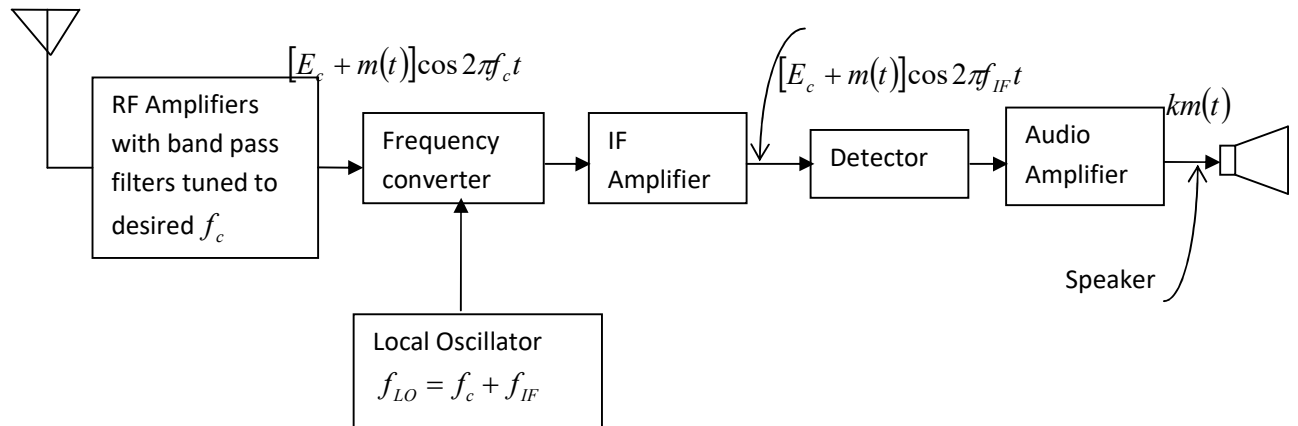 [E_c + m(t)]cos 2πf_c t
[E_c + m(t)]cos 2πf_IF t
km(t)
RF Amplifiers
with band pass
filters tuned to
desired f_c
Frequency
converter
IF
Amplifier
Detector
Audio
Amplifier
Speaker
Local Oscillator
f_LO = f_c + f_IF